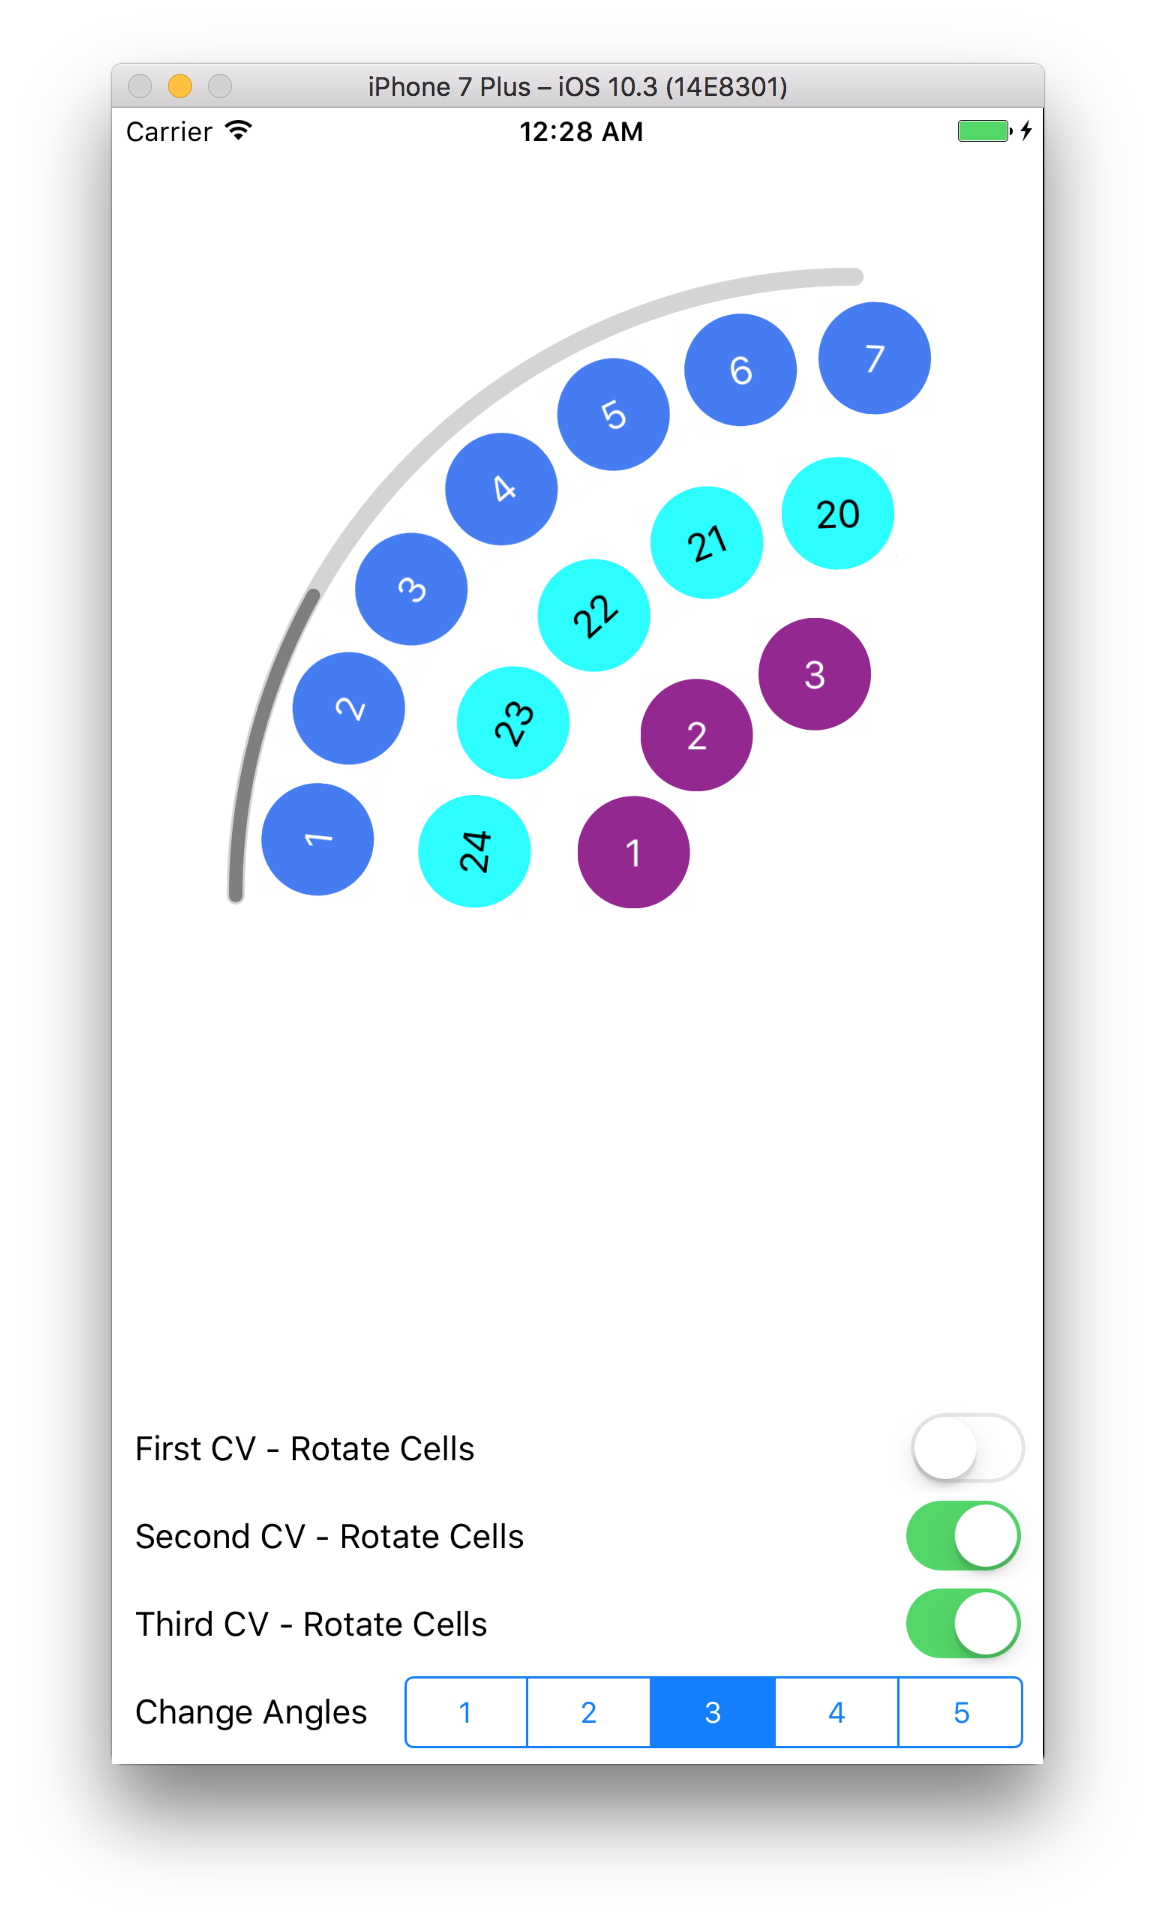 iPhone 7 Plus – iOS 10.3 (14E8301)
Carrier 12:28 AM
1 2 3 4 5 6 7
24 23 22 21 20
1 2 3
First CV - Rotate Cells
Second CV - Rotate Cells
Third CV - Rotate Cells
Change Angles 1 2 3 4 5